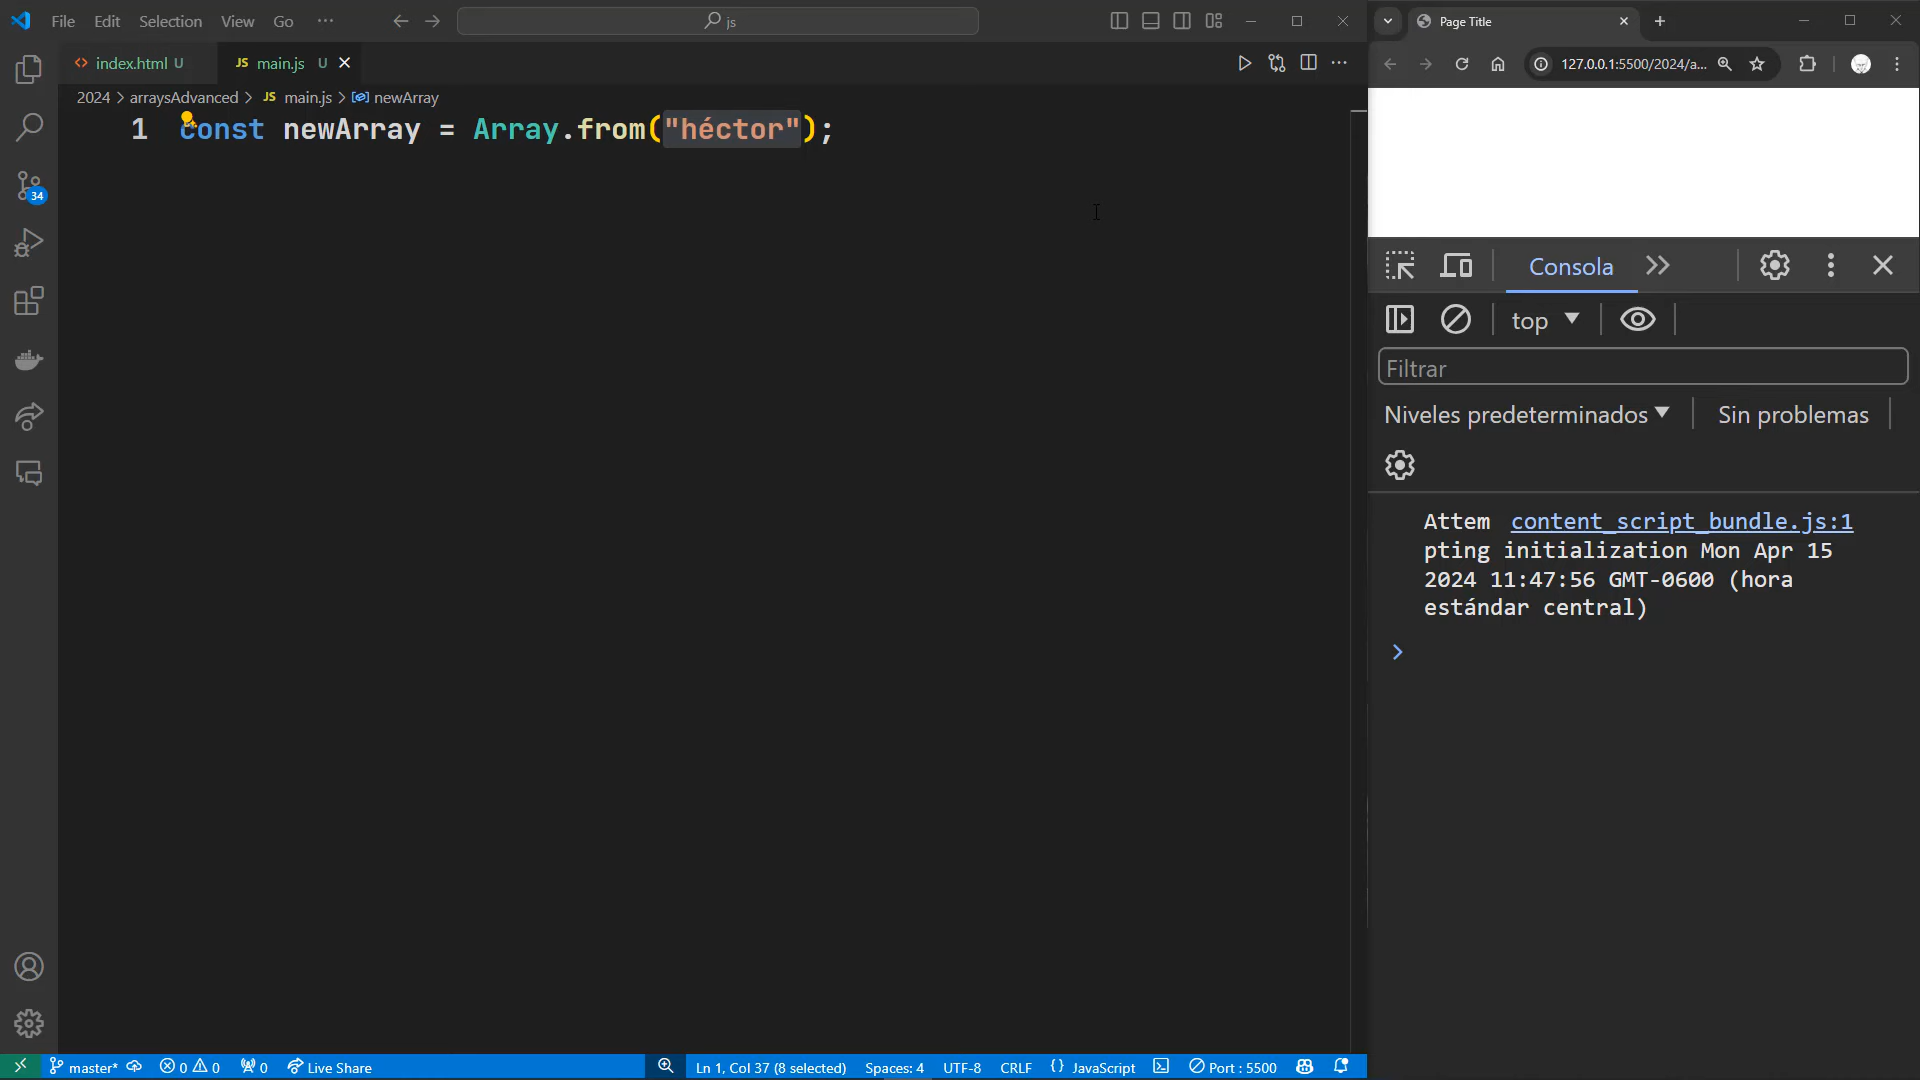 File Edit Selection View Go ···
js
index.html U
JS main.js U
2024 > arraysAdvanced > JS main.js > newArray
1 const newArray = Array.from("héctor");
34
master* 0 0 0 Live Share
Ln 1, Col 37 (8 selected) Spaces: 4 UTF-8 CRLF {} JavaScript Port : 5500
Page Title
127.0.0.1:5500/2024/a...
Consola
top
Filtrar
Niveles predeterminados Sin problemas
Attem content_script_bundle.js:1
pting initialization Mon Apr 15
2024 11:47:56 GMT-0600 (hora
estándar central)